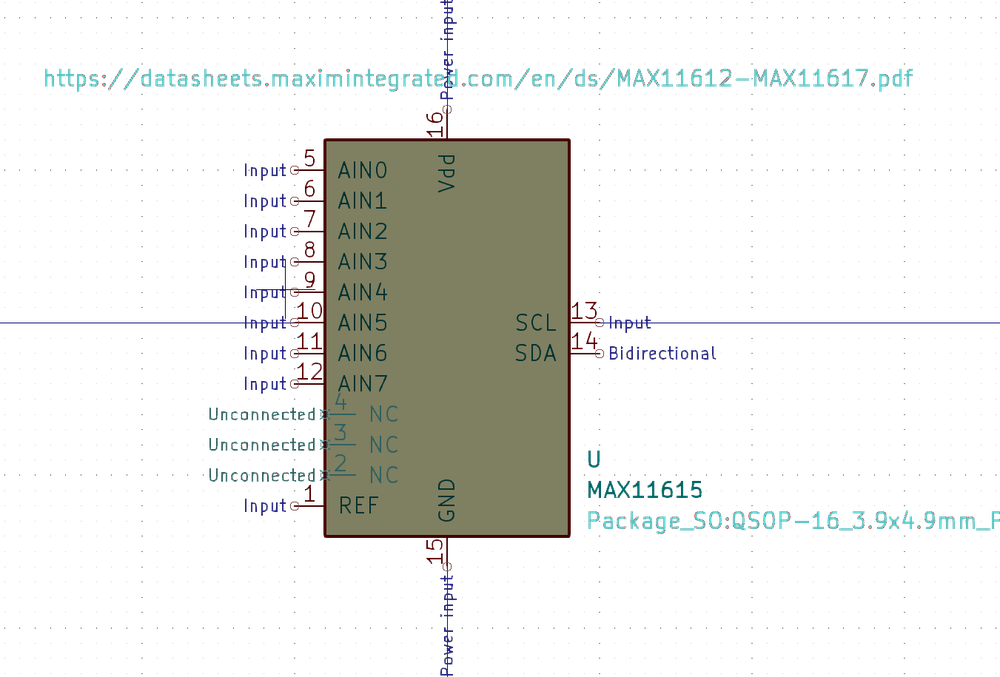 Power input
https://datasheets.maximintegrated.com/en/ds/MAX11612-MAX11617.pdf
16
Vdd
Input 5 AIN0
Input 6 AIN1
Input 7 AIN2
Input 8 AIN3
Input 9 AIN4
Input 10 AIN5 SCL 13 Input
Input 11 AIN6 SDA 14 Bidirectional
Input 12 AIN7
Unconnected 4 NC
Unconnected 3 NC
Unconnected 2 NC
Input 1 REF
GND
U
MAX11615
Package_SO:QSOP-16_3.9x4.9mm_P
15
Power input